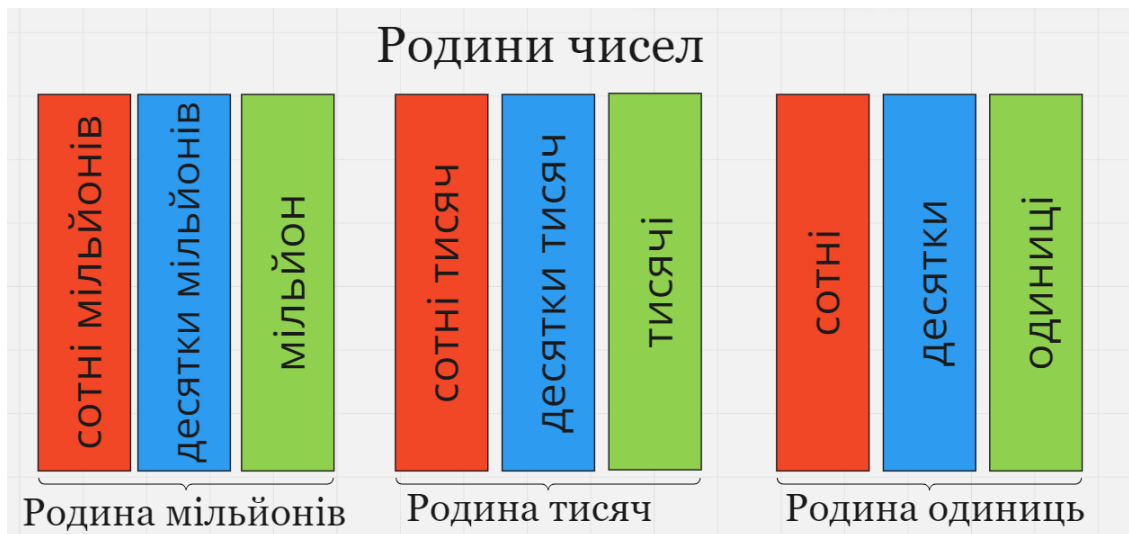 Родини чисел
сотні мільйонів
десятки мільйонів
мільйон
сотні тисяч
десятки тисяч
тисячі
сотні
десятки
одиниці
Родина мільйонів
Родина тисяч
Родина одиниць